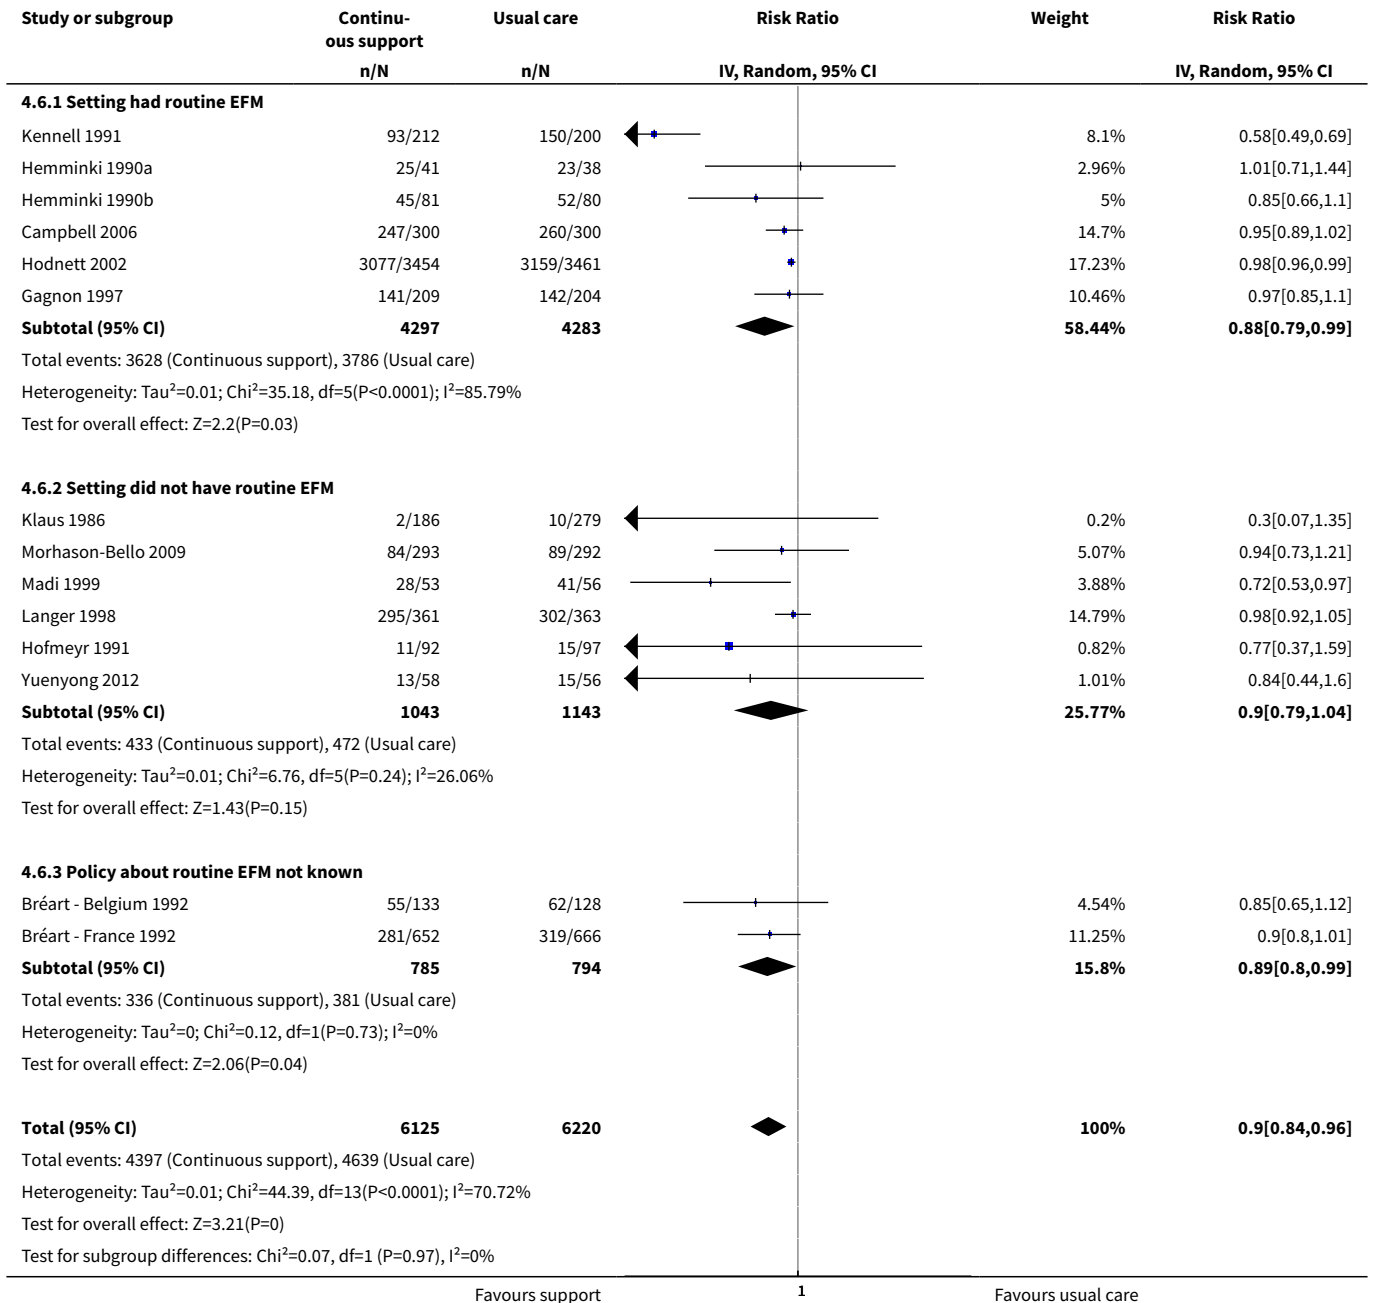 Study or subgroup Continu- Usual care Risk Ratio Weight Risk Ratio
ous support
n/N n/N IV, Random, 95% CI IV, Random, 95% CI
4.6.1 Setting had routine EFM
Kennell 1991 93/212 150/200 8.1% 0.58[0.49,0.69]
Hemminki 1990a 25/41 23/38 2.96% 1.01[0.71,1.44]
Hemminki 1990b 45/81 52/80 5% 0.85[0.66,1.1]
Campbell 2006 247/300 260/300 14.7% 0.95[0.89,1.02]
Hodnett 2002 3077/3454 3159/3461 17.23% 0.98[0.96,0.99]
Gagnon 1997 141/209 142/204 10.46% 0.97[0.85,1.1]
Subtotal (95% CI) 4297 4283 58.44% 0.88[0.79,0.99]
Total events: 3628 (Continuous support), 3786 (Usual care)
Heterogeneity: Tau²=0.01; Chi²=35.18, df=5(P<0.0001); I²=85.79%
Test for overall effect: Z=2.2(P=0.03)
4.6.2 Setting did not have routine EFM
Klaus 1986 2/186 10/279 0.2% 0.3[0.07,1.35]
Morhason-Bello 2009 84/293 89/292 5.07% 0.94[0.73,1.21]
Madi 1999 28/53 41/56 3.88% 0.72[0.53,0.97]
Langer 1998 295/361 302/363 14.79% 0.98[0.92,1.05]
Hofmeyr 1991 11/92 15/97 0.82% 0.77[0.37,1.59]
Yuenyong 2012 13/58 15/56 1.01% 0.84[0.44,1.6]
Subtotal (95% CI) 1043 1143 25.77% 0.9[0.79,1.04]
Total events: 433 (Continuous support), 472 (Usual care)
Heterogeneity: Tau²=0.01; Chi²=6.76, df=5(P=0.24); I²=26.06%
Test for overall effect: Z=1.43(P=0.15)
4.6.3 Policy about routine EFM not known
Bréart - Belgium 1992 55/133 62/128 4.54% 0.85[0.65,1.12]
Bréart - France 1992 281/652 319/666 11.25% 0.9[0.8,1.01]
Subtotal (95% CI) 785 794 15.8% 0.89[0.8,0.99]
Total events: 336 (Continuous support), 381 (Usual care)
Heterogeneity: Tau²=0; Chi²=0.12, df=1(P=0.73); I²=0%
Test for overall effect: Z=2.06(P=0.04)
Total (95% CI) 6125 6220 100% 0.9[0.84,0.96]
Total events: 4397 (Continuous support), 4639 (Usual care)
Heterogeneity: Tau²=0.01; Chi²=44.39, df=13(P<0.0001); I²=70.72%
Test for overall effect: Z=3.21(P=0)
Test for subgroup differences: Chi²=0.07, df=1 (P=0.97), I²=0%
Favours support 1 Favours usual care